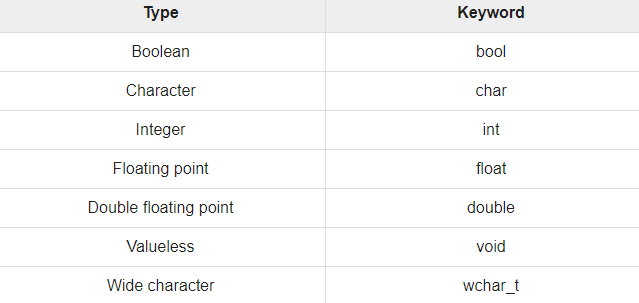 Type Keyword
Boolean bool
Character char
Integer int
Floating point float
Double floating point double
Valueless void
Wide character wchar_t